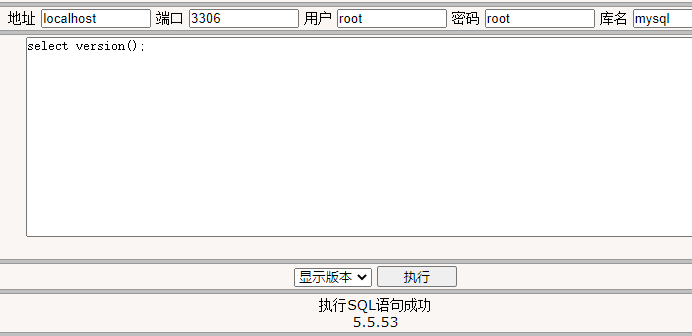 地址 localhost 端口 3306 用户 root 密码 root 库名 mysql
select version();
显示版本 执行
执行SQL语句成功
5.5.53